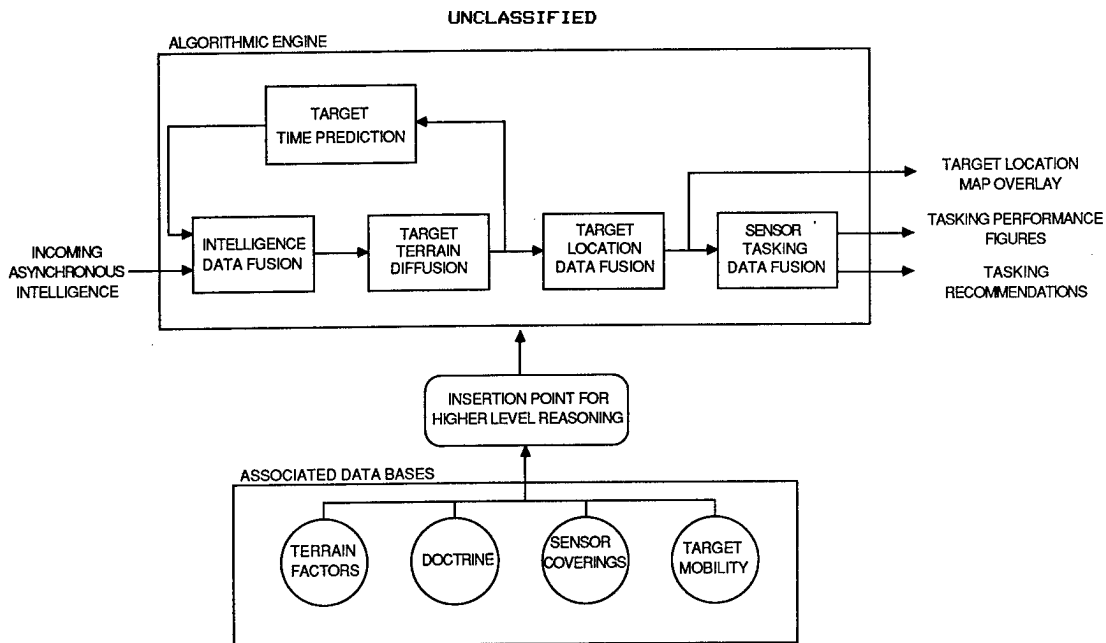 UNCLASSIFIED
ALGORITHMIC ENGINE
TARGET
TIME PREDICTION
INCOMING
ASYNCHRONOUS
INTELLIGENCE
INTELLIGENCE
DATA FUSION
TARGET
TERRAIN
DIFFUSION
TARGET
LOCATION
DATA FUSION
SENSOR
TASKING
DATA FUSION
TARGET LOCATION
MAP OVERLAY
TASKING PERFORMANCE
FIGURES
TASKING
RECOMMENDATIONS
INSERTION POINT FOR
HIGHER LEVEL REASONING
ASSOCIATED DATA BASES
TERRAIN
FACTORS
DOCTRINE
SENSOR
COVERINGS
TARGET
MOBILITY